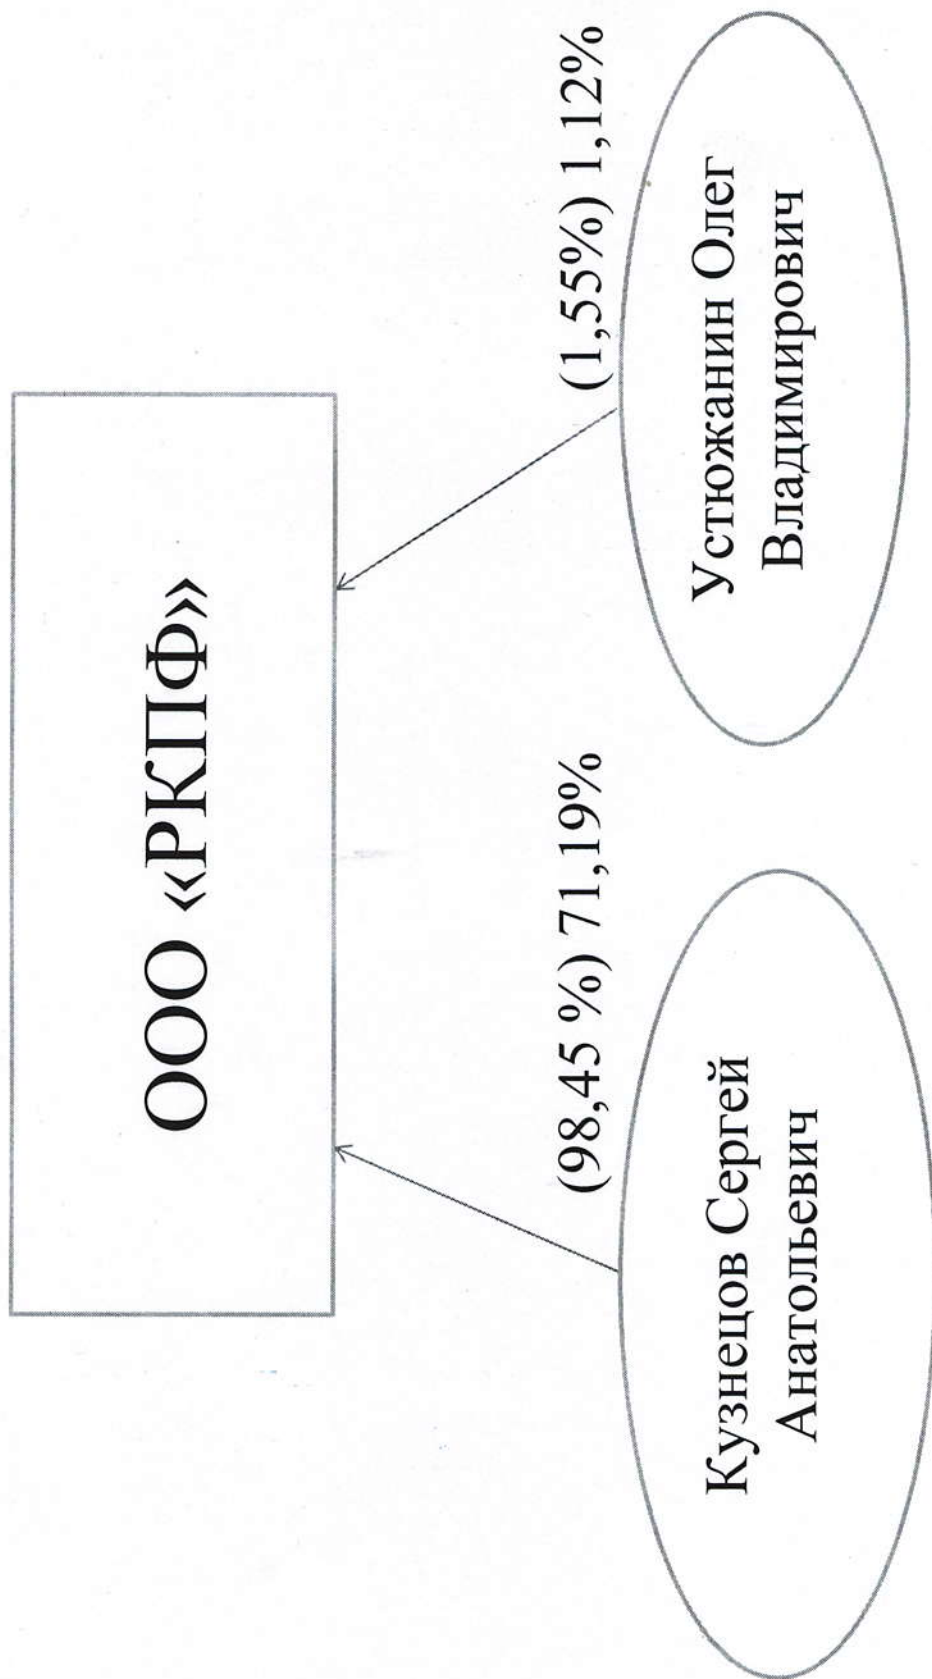 ООО «РКПФ»
(98,45 %) 71,19%
(1,55%) 1,12%
Кузнецов Сергей
Анатольевич
Устюжанин Олег
Владимирович